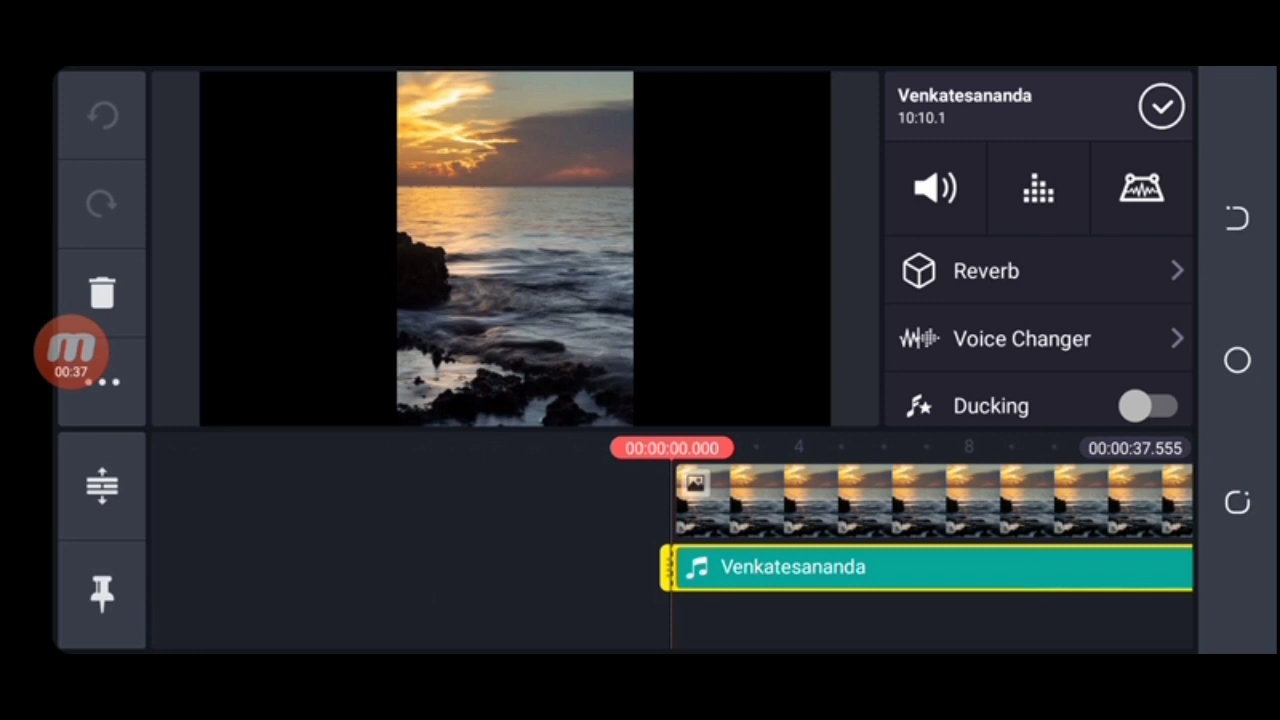 Venkatesananda
10:10.1
Reverb
Voice Changer
Ducking
m
00:37
00:00:00.000
4
8
00:00:37.555
Venkatesananda